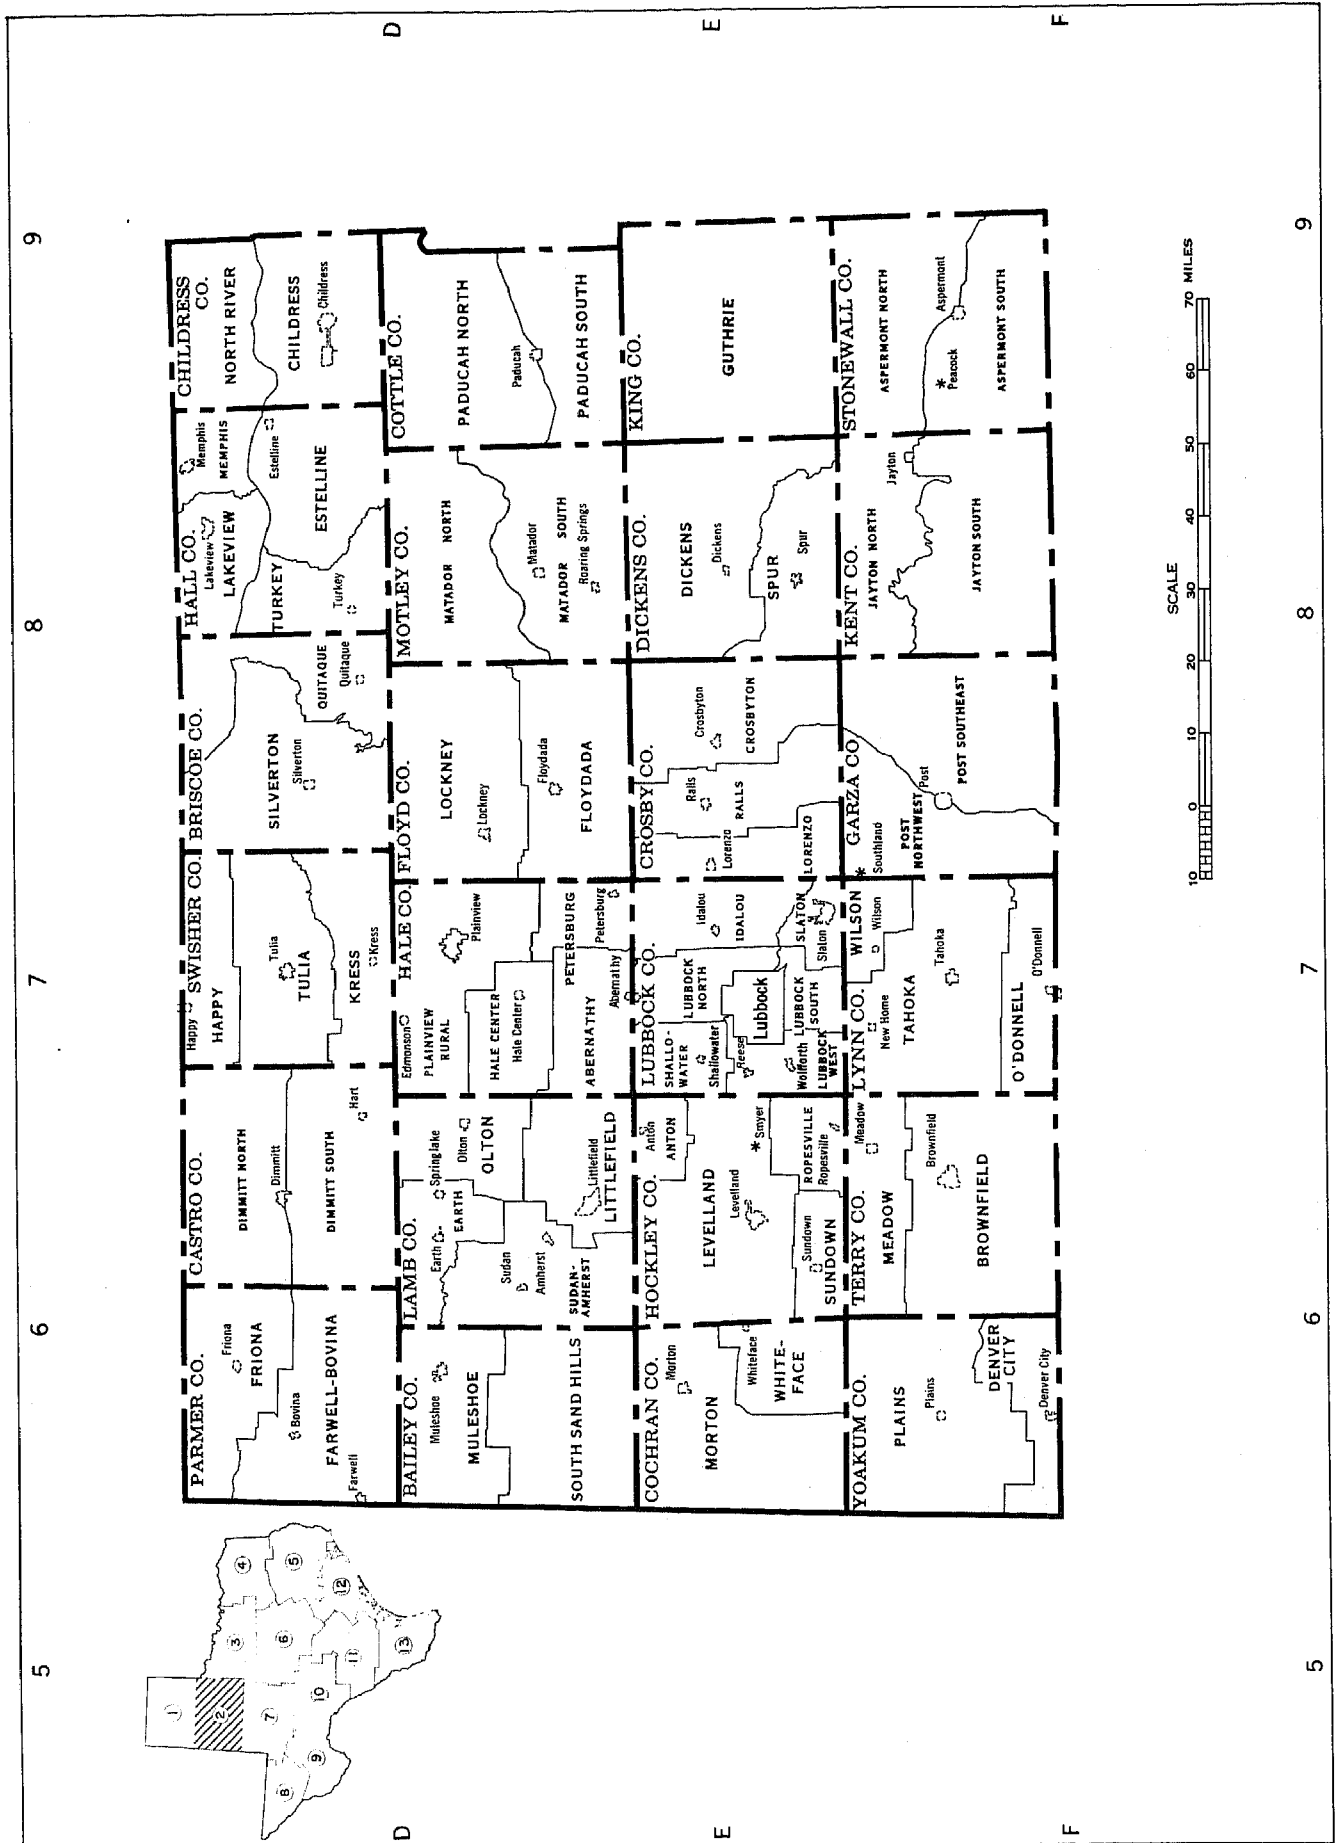 5
6
7
8
9
D
E
F
1
2
3
4
5
6
7
8
9
10
11
12
13
PARMER CO.
Friona
FRIONA
Bovina
FARWELL-BOVINA
Farwell
CASTRO CO.
DIMMITT NORTH
Dimmitt
DIMMITT SOUTH
Hart
SWISHER CO.
Happy
HAPPY
Tulia
TULIA
KRESS
Kress
BRISCOE CO.
SILVERTON
Silverton
QUITAQUE
Quitaque
HALL CO.
Lakeview
LAKEVIEW
Memphis
MEMPHIS
Estelline
ESTELLINE
TURKEY
Turkey
CHILDRESS
CO.
NORTH RIVER
CHILDRESS
Childress
BAILEY CO.
Muleshoe
MULESHOE
SOUTH SAND HILLS
LAMB CO.
Earth
EARTH
Springlake
Olton
OLTON
Sudan
Amherst
SUDAN-
AMHERST
Littlefield
LITTLEFIELD
HALE CO.
Edmonson
PLAINVIEW
RURAL
Plainview
HALE CENTER
Hale Center
PETERSBURG
Petersburg
ABERNATHY
Abernathy
FLOYD CO.
LOCKNEY
Lockney
Floydada
FLOYDADA
MOTLEY CO.
MATADOR NORTH
Matador
MATADOR SOUTH
Roaring Springs
COTTLE CO.
PADUCAH NORTH
Paducah
PADUCAH SOUTH
COCHRAN CO.
Morton
MORTON
Whiteface
WHITE-
FACE
HOCKLEY CO.
Anton
ANTON
LEVELLAND
Levelland
* Smyer
Sundown
SUNDOWN
ROPESVILLE
Ropesville
LUBBOCK CO.
SHALLO-
WATER
Shallowater
Reese
LUBBOCK
NORTH
Lubbock
LUBBOCK
SOUTH
Wolfforth
LUBBOCK
WEST
Idalou
IDALOU
SLATON
Slaton
CROSBY CO.
Lorenzo
LORENZO
Ralls
RALLS
Crosbyton
CROSBYTON
DICKENS CO.
DICKENS
Dickens
SPUR
Spur
KING CO.
GUTHRIE
YOAKUM CO.
PLAINS
Plains
DENVER
CITY
Denver City
TERRY CO.
Meadow
MEADOW
Brownfield
BROWNFIELD
LYNN CO.
New Home
WILSON
Wilson
TAHOKA
Tahoka
O'DONNELL
O'Donnell
GARZA CO.
* Southland
POST
NORTHWEST
Post
POST SOUTHEAST
KENT CO.
JAYTON NORTH
Jayton
JAYTON SOUTH
STONEWALL CO.
ASPERMONT NORTH
* Peacock
Aspermont
ASPERMONT SOUTH
SCALE
10 0 10 20 30 40 50 60 70 MILES
D
E
F
5
6
7
8
9